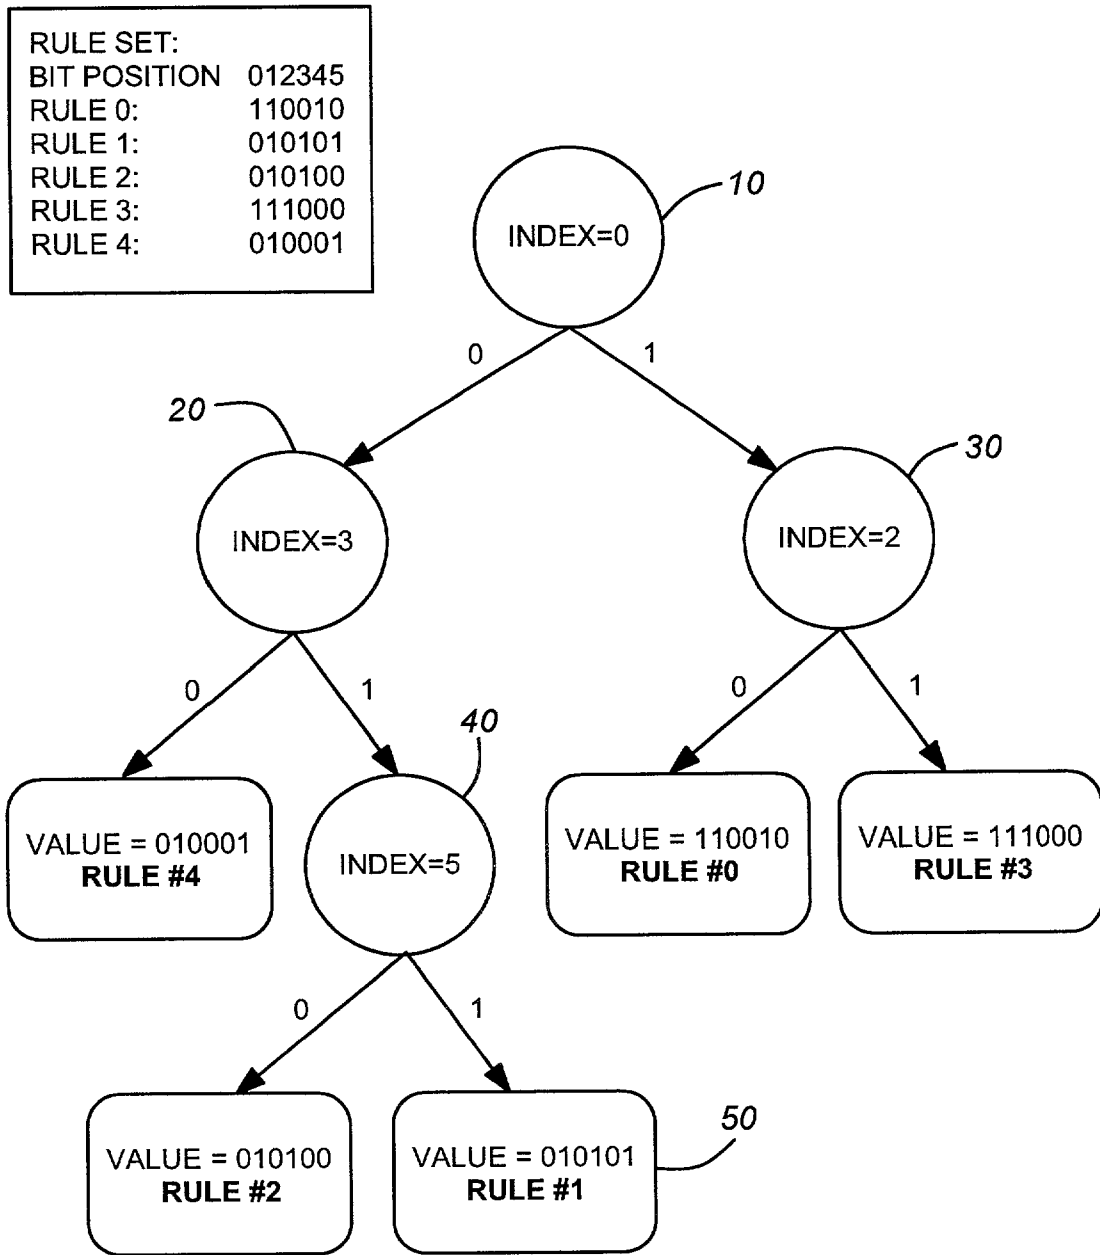 RULE SET:
BIT POSITION 012345
RULE 0: 110010
RULE 1: 010101
RULE 2: 010100
RULE 3: 111000
RULE 4: 010001
10
INDEX=0
0 1
20
30
INDEX=3
INDEX=2
0 1
0 1
40
VALUE = 010001
RULE #4
INDEX=5
VALUE = 110010
RULE #0
VALUE = 111000
RULE #3
0 1
VALUE = 010100
RULE #2
VALUE = 010101
RULE #1
50